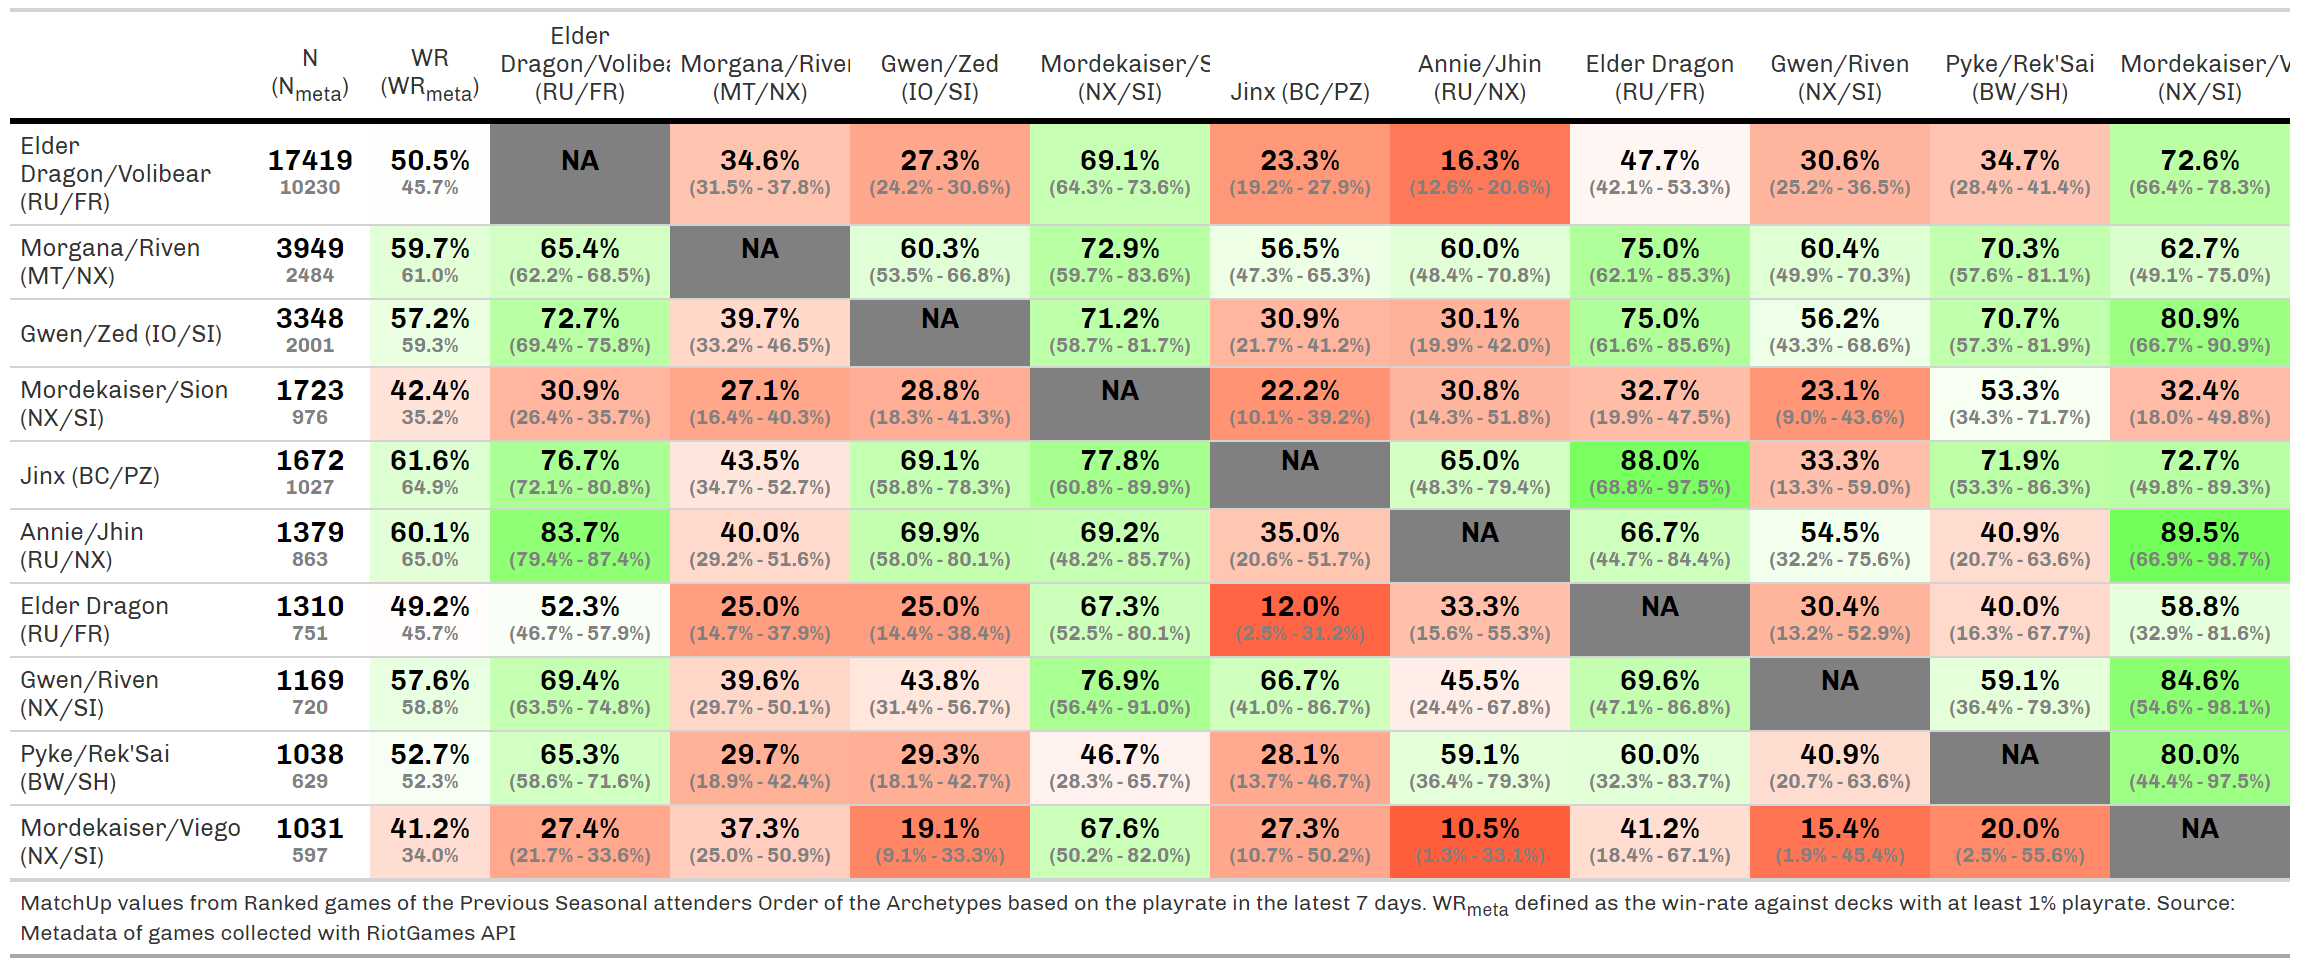 N (N_meta) WR (WR_meta) Elder Dragon/Volibea (RU/FR) Morgana/Riven (MT/NX) Gwen/Zed (IO/SI) Mordekaiser/S (NX/SI) Jinx (BC/PZ) Annie/Jhin (RU/NX) Elder Dragon (RU/FR) Gwen/Riven (NX/SI) Pyke/Rek'Sai (BW/SH) Mordekaiser/V (NX/SI)
Elder Dragon/Volibear (RU/FR) 17419 50.5% NA 34.6% 27.3% 69.1% 23.3% 16.3% 47.7% 30.6% 34.7% 72.6%
10230 45.7% (31.5% - 37.8%) (24.2% - 30.6%) (64.3% - 73.6%) (19.2% - 27.9%) (12.6% - 20.6%) (42.1% - 53.3%) (25.2% - 36.5%) (28.4% - 41.4%) (66.4% - 78.3%)
Morgana/Riven (MT/NX) 3949 59.7% 65.4% NA 60.3% 72.9% 56.5% 60.0% 75.0% 60.4% 70.3% 62.7%
2484 61.0% (62.2% - 68.5%) (53.5% - 66.8%) (59.7% - 83.6%) (47.3% - 65.3%) (48.4% - 70.8%) (62.1% - 85.3%) (49.9% - 70.3%) (57.6% - 81.1%) (49.1% - 75.0%)
Gwen/Zed (IO/SI) 3348 57.2% 72.7% 39.7% NA 71.2% 30.9% 30.1% 75.0% 56.2% 70.7% 80.9%
2001 59.3% (69.4% - 75.8%) (33.2% - 46.5%) (58.7% - 81.7%) (21.7% - 41.2%) (19.9% - 42.0%) (61.6% - 85.6%) (43.3% - 68.6%) (57.3% - 81.9%) (66.7% - 90.9%)
Mordekaiser/Sion (NX/SI) 1723 42.4% 30.9% 27.1% 28.8% NA 22.2% 30.8% 32.7% 23.1% 53.3% 32.4%
976 35.2% (26.4% - 35.7%) (16.4% - 40.3%) (18.3% - 41.3%) (10.1% - 39.2%) (14.3% - 51.8%) (19.9% - 47.5%) (9.0% - 43.6%) (34.3% - 71.7%) (18.0% - 49.8%)
Jinx (BC/PZ) 1672 61.6% 76.7% 43.5% 69.1% 77.8% NA 65.0% 88.0% 33.3% 71.9% 72.7%
1027 64.9% (72.1% - 80.8%) (34.7% - 52.7%) (58.8% - 78.3%) (60.8% - 89.9%) (48.3% - 79.4%) (68.8% - 97.5%) (13.3% - 59.0%) (53.3% - 86.3%) (49.8% - 89.3%)
Annie/Jhin (RU/NX) 1379 60.1% 83.7% 40.0% 69.9% 69.2% 35.0% NA 66.7% 54.5% 40.9% 89.5%
863 65.0% (79.4% - 87.4%) (29.2% - 51.6%) (58.0% - 80.1%) (48.2% - 85.7%) (20.6% - 51.7%) (44.7% - 84.4%) (32.2% - 75.6%) (20.7% - 63.6%) (66.9% - 98.7%)
Elder Dragon (RU/FR) 1310 49.2% 52.3% 25.0% 25.0% 67.3% 12.0% 33.3% NA 30.4% 40.0% 58.8%
751 45.7% (46.7% - 57.9%) (14.7% - 37.9%) (14.4% - 38.4%) (52.5% - 80.1%) (2.5% - 31.2%) (15.6% - 55.3%) (13.2% - 52.9%) (16.3% - 67.7%) (32.9% - 81.6%)
Gwen/Riven (NX/SI) 1169 57.6% 69.4% 39.6% 43.8% 76.9% 66.7% 45.5% 69.6% NA 59.1% 84.6%
720 58.8% (63.5% - 74.8%) (29.7% - 50.1%) (31.4% - 56.7%) (56.4% - 91.0%) (41.0% - 86.7%) (24.4% - 67.8%) (47.1% - 86.8%) (36.4% - 79.3%) (54.6% - 98.1%)
Pyke/Rek'Sai (BW/SH) 1038 52.7% 65.3% 29.7% 29.3% 46.7% 28.1% 59.1% 60.0% 40.9% NA 80.0%
629 52.3% (58.6% - 71.6%) (18.9% - 42.4%) (18.1% - 42.7%) (28.3% - 65.7%) (13.7% - 46.7%) (36.4% - 79.3%) (32.3% - 83.7%) (20.7% - 63.6%) (44.4% - 97.5%)
Mordekaiser/Viego (NX/SI) 1031 41.2% 27.4% 37.3% 19.1% 67.6% 27.3% 10.5% 41.2% 15.4% 20.0% NA
597 34.0% (21.7% - 33.6%) (25.0% - 50.9%) (9.1% - 33.3%) (50.2% - 82.0%) (10.7% - 50.2%) (1.3% - 33.1%) (18.4% - 67.1%) (1.9% - 45.4%) (2.5% - 55.6%)
MatchUp values from Ranked games of the Previous Seasonal attenders Order of the Archetypes based on the playrate in the latest 7 days. WR_meta defined as the win-rate against decks with at least 1% playrate. Source:
Metadata of games collected with RiotGames API